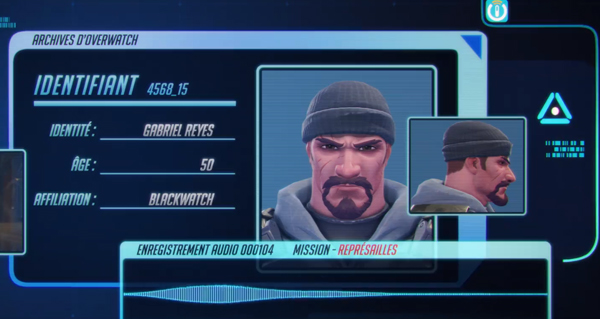 ARCHIVES D'OVERWATCH
IDENTIFIANT 4568_15
IDENTITÉ : GABRIEL REYES
ÂGE : 50
AFFILIATION : BLACKWATCH
ENREGISTREMENT AUDIO 000104 MISSION - REPRÉSAILLES